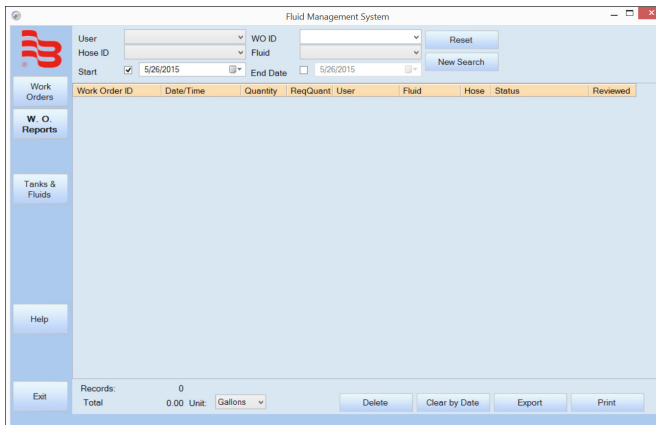 Fluid Management System
User WO ID Reset
Hose ID Fluid
New Search
Start 5/26/2015 End Date 5/26/2015
Work Orders
Work Order ID Date/Time Quantity ReqQuant User Fluid Hose Status Reviewed
W. O. Reports
Tanks & Fluids
Help
Exit
Records: 0
Total 0.00 Unit: Gallons Delete Clear by Date Export Print